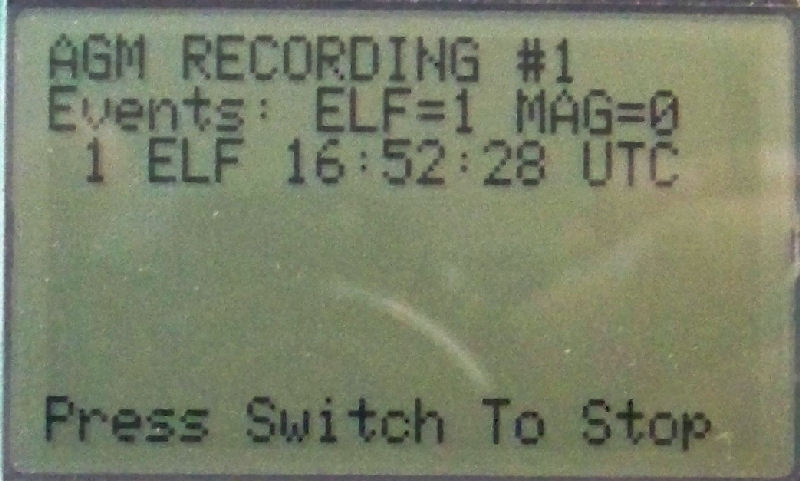 AGM RECORDING #1
Events: ELF=1 MAG=0
1 ELF 16:52:28 UTC
Press Switch To Stop